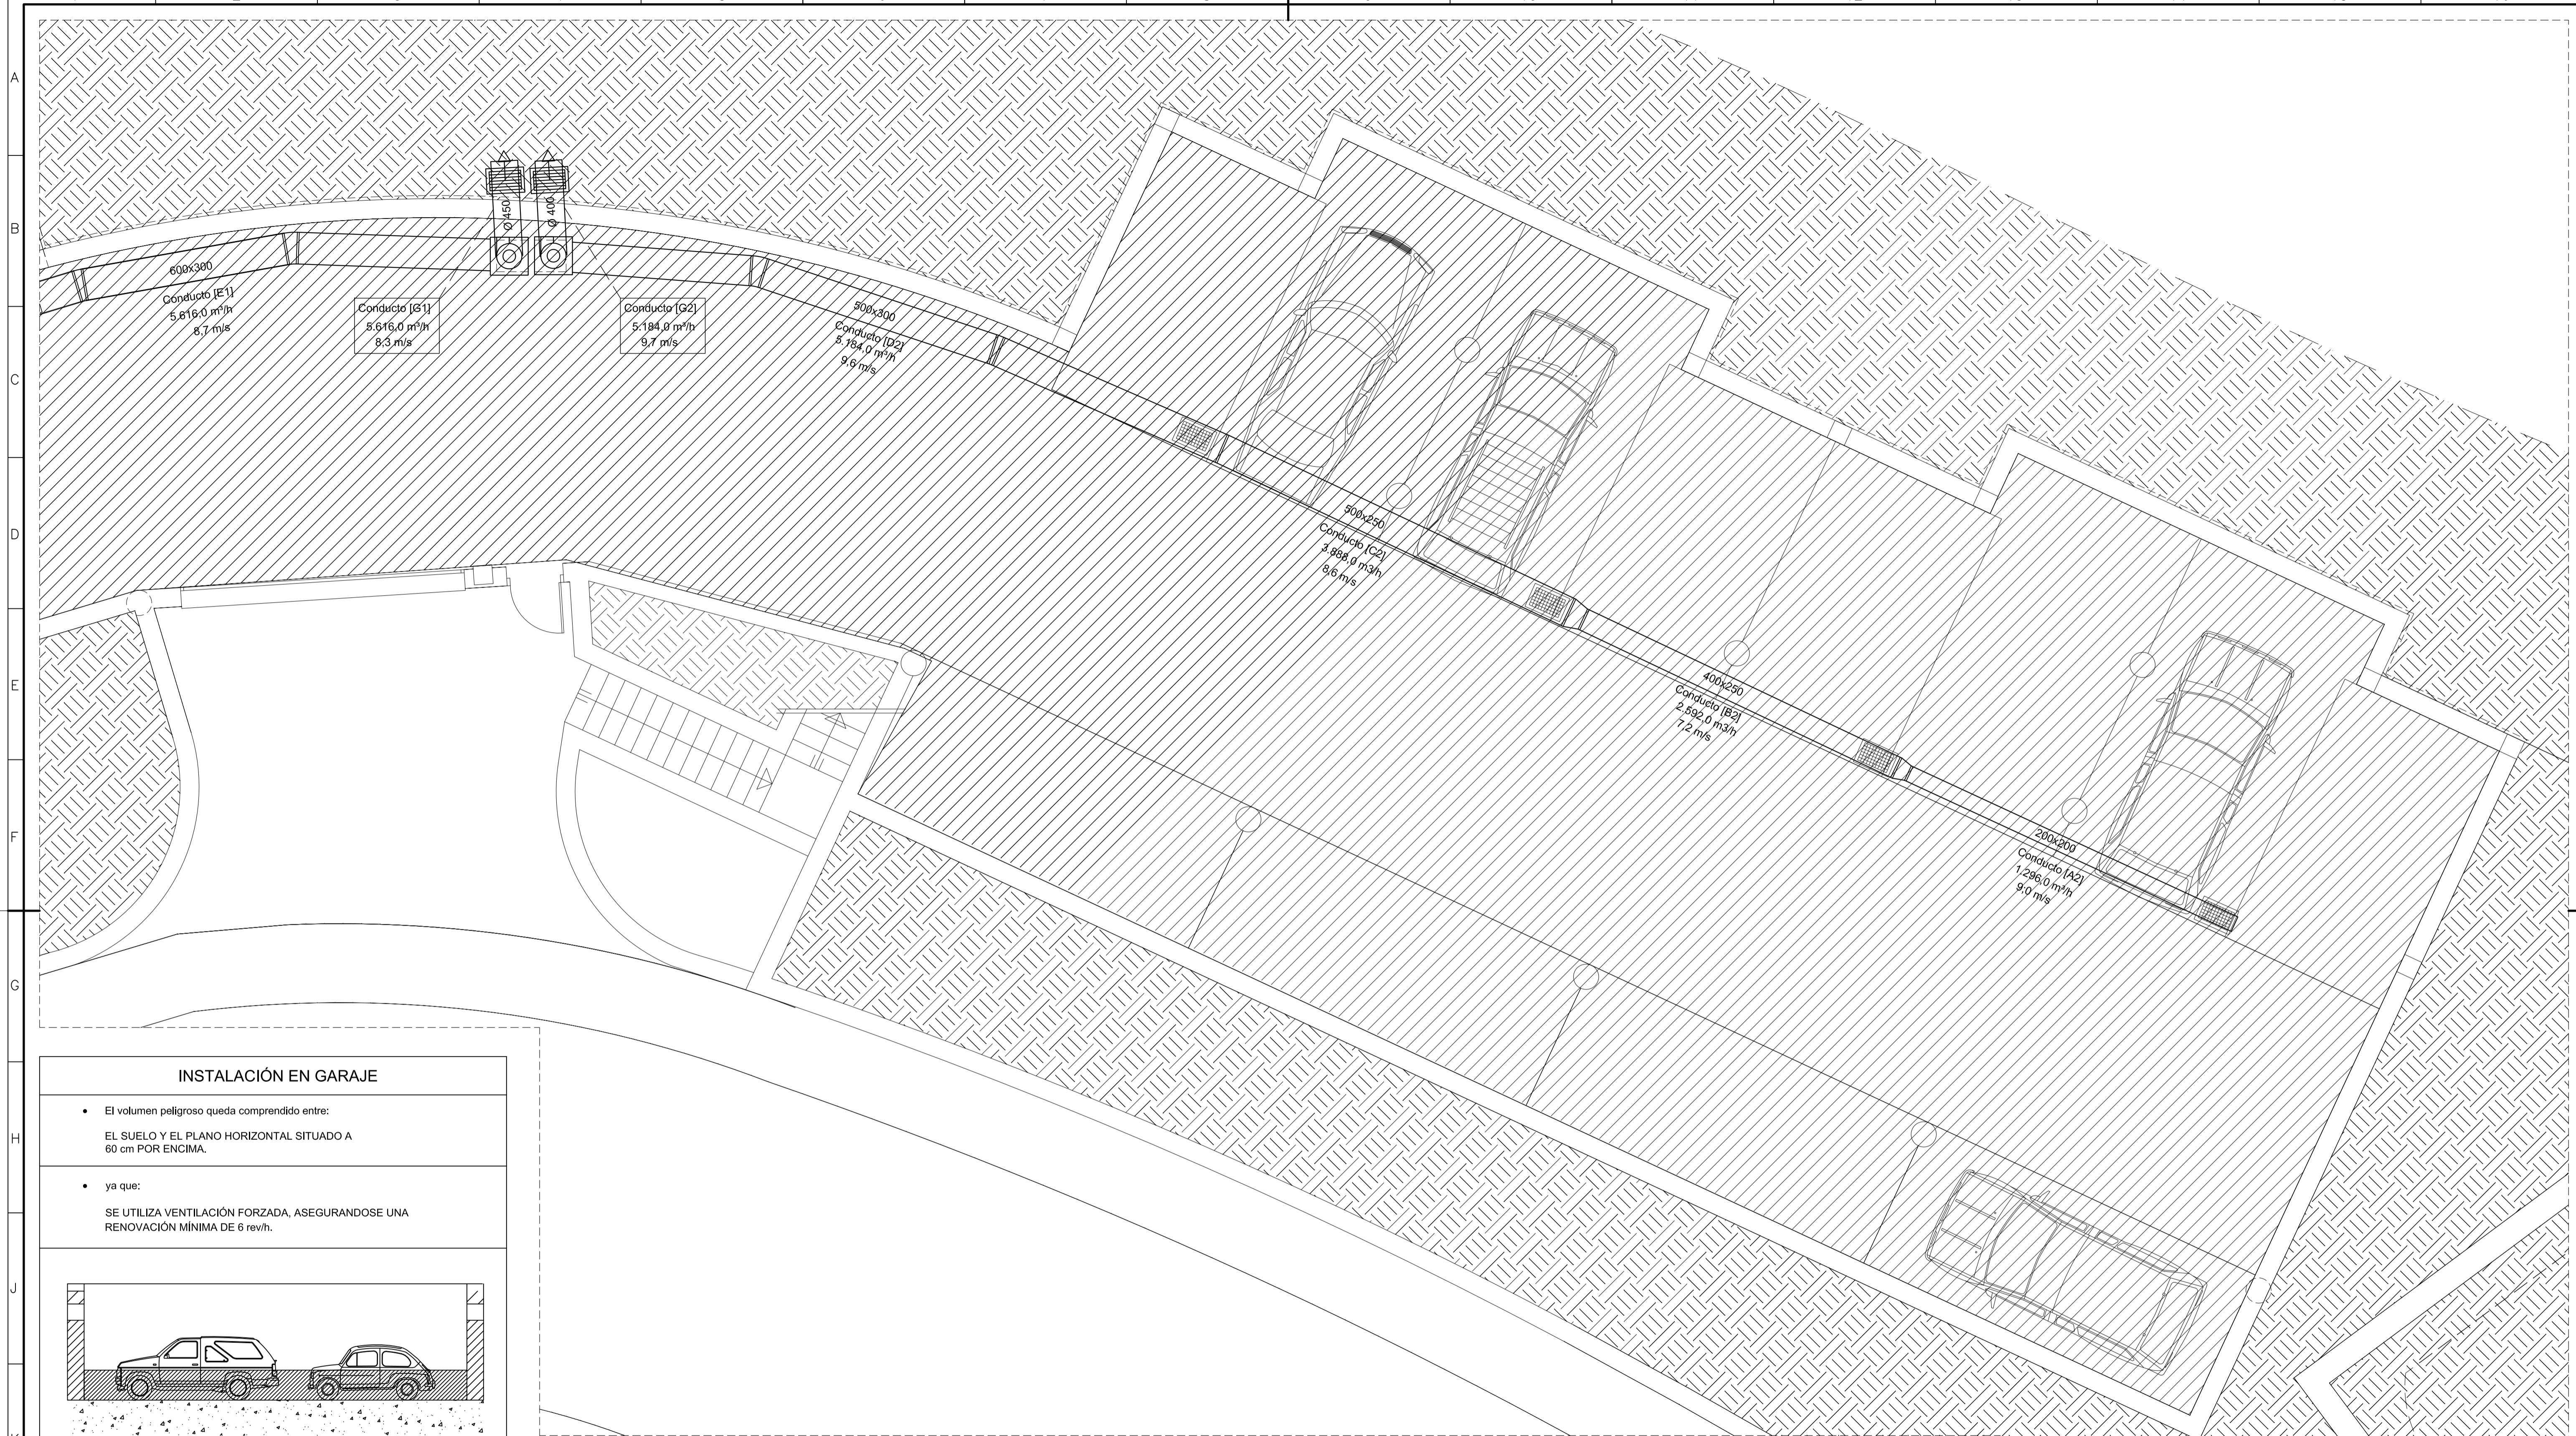 A
B
C
D
E
F
G
H
J
Ø 450
Ø 400
600x300
Conducto [E1]
5.616,0 m³/h
8,7 m/s
Conducto [G1]
5.616,0 m³/h
8,3 m/s
Conducto [G2]
5.184,0 m³/h
9,7 m/s
500x300
Conducto [D2]
5.184,0 m³/h
9,6 m/s
500x250
Conducto [C2]
3.888,0 m3/h
8,6 m/s
400x250
Conducto [B2]
2.592,0 m3/h
7,2 m/s
200x200
Conducto [A2]
1.296,0 m³/h
9,0 m/s
INSTALACIÓN EN GARAJE
• El volumen peligroso queda comprendido entre:
EL SUELO Y EL PLANO HORIZONTAL SITUADO A
60 cm POR ENCIMA.
• ya que:
SE UTILIZA VENTILACIÓN FORZADA, ASEGURANDOSE UNA
RENOVACIÓN MÍNIMA DE 6 rev/h.